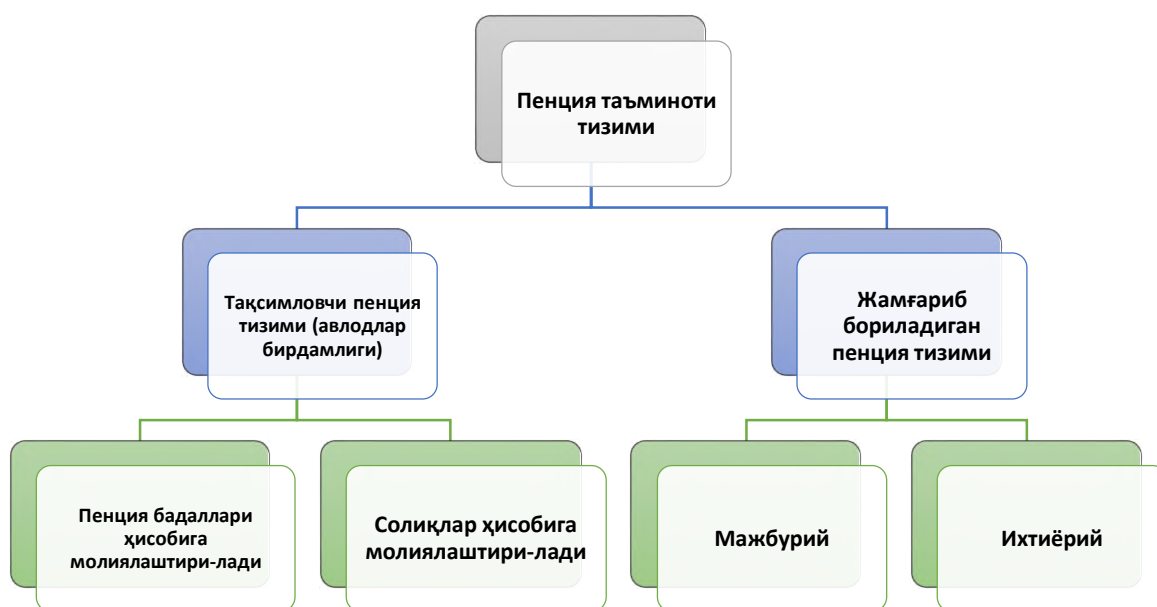 Пенция таъминоти
тизими
Тақсимловчи пенция
тизими (авлодлар
бирдамлиги)
Жамғариб
бориладиган
пенция тизими
Пенция бадаллари
ҳисобига
молиялаштири-лади
Солиқлар ҳисобига
молиялаштири-лади
Мажбурий
Ихтиёрий